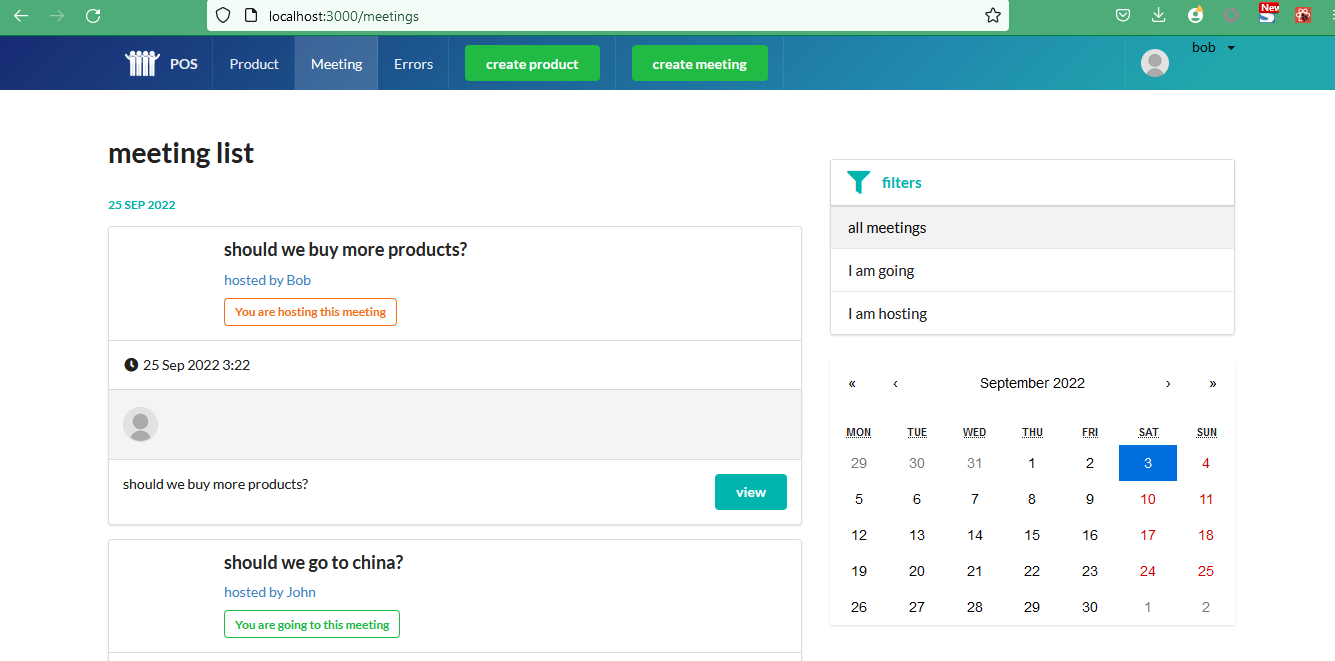 localhost:3000/meetings
New
POS Product Meeting Errors create product create meeting bob
meeting list
25 SEP 2022
should we buy more products?
hosted by Bob
You are hosting this meeting
25 Sep 2022 3:22
should we buy more products?
view
should we go to china?
hosted by John
You are going to this meeting
filters
all meetings
I am going
I am hosting
« ‹ September 2022 › »
MON TUE WED THU FRI SAT SUN
29 30 31 1 2 3 4
5 6 7 8 9 10 11
12 13 14 15 16 17 18
19 20 21 22 23 24 25
26 27 28 29 30 1 2